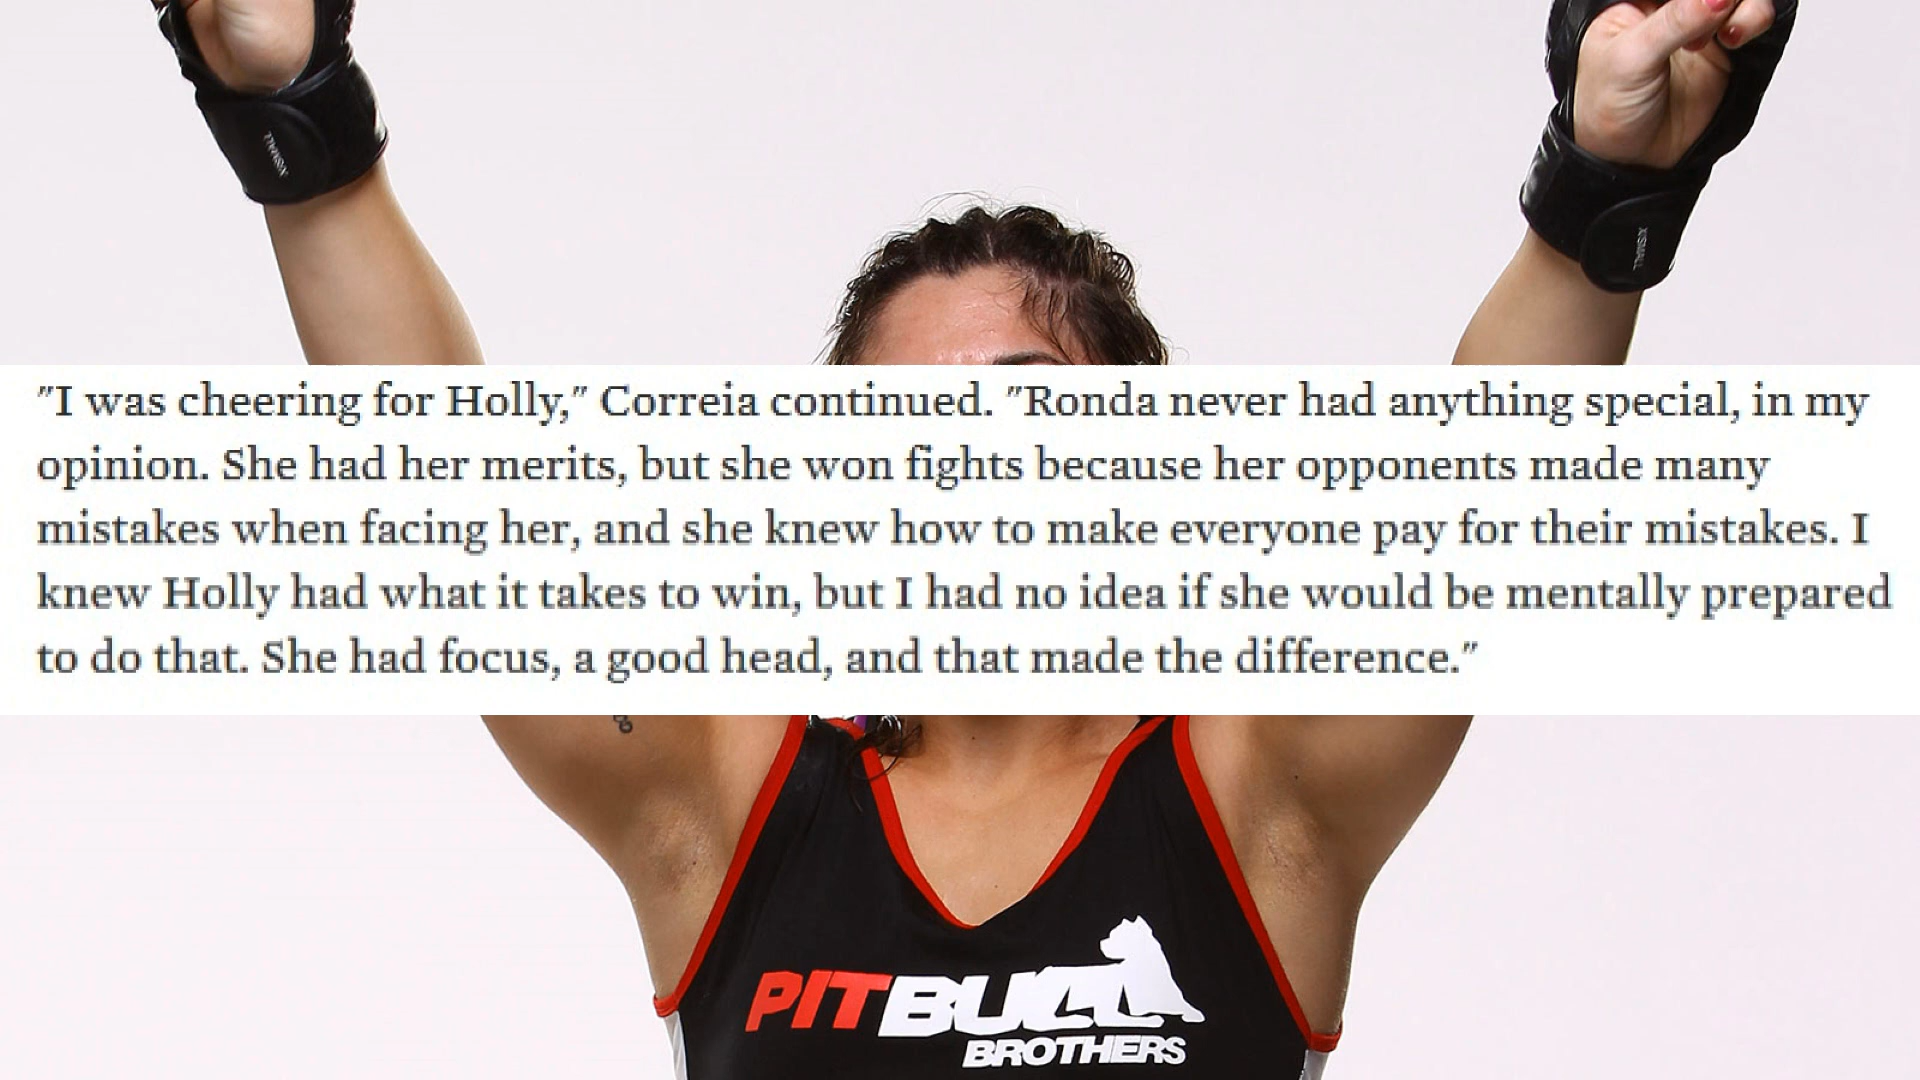 "I was cheering for Holly," Correia continued. "Ronda never had anything special, in my
opinion. She had her merits, but she won fights because her opponents made many
mistakes when facing her, and she knew how to make everyone pay for their mistakes. I
knew Holly had what it takes to win, but I had no idea if she would be mentally prepared
to do that. She had focus, a good head, and that made the difference."
PITBULL
BROTHERS